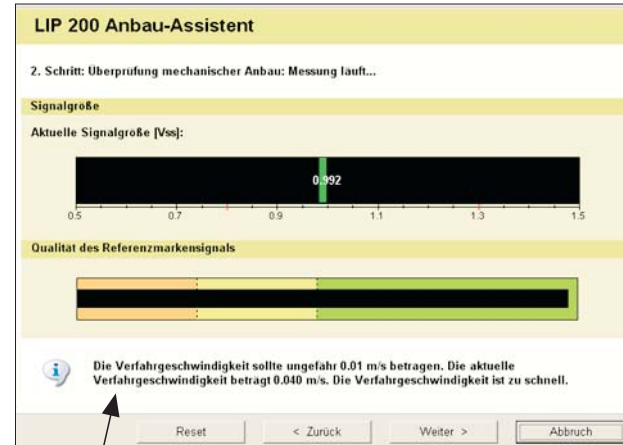 LIP 200 Anbau-Assistent
2. Schritt: Überprüfung mechanischer Anbau: Messung läuft...
Signalgröße
Aktuelle Signalgröße [Vss]:
0.992
0.5 0.7 0.9 1.1 1.3 1.5
Qualität des Referenzmarkensignals
Die Verfahrgeschwindigkeit sollte ungefähr 0.01 m/s betragen. Die aktuelle
Verfahrgeschwindigkeit beträgt 0.040 m/s. Die Verfahrgeschwindigkeit ist zu schnell.
Reset < Zurück Weiter > Abbruch